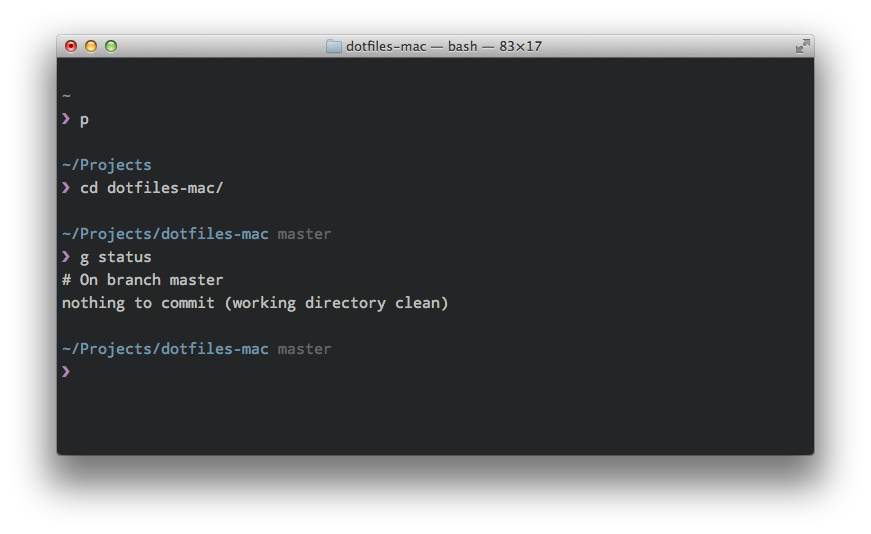 dotfiles-mac — bash — 83×17
~
❯ p
~/Projects
❯ cd dotfiles-mac/
~/Projects/dotfiles-mac master
❯ g status
# On branch master
nothing to commit (working directory clean)
~/Projects/dotfiles-mac master
❯